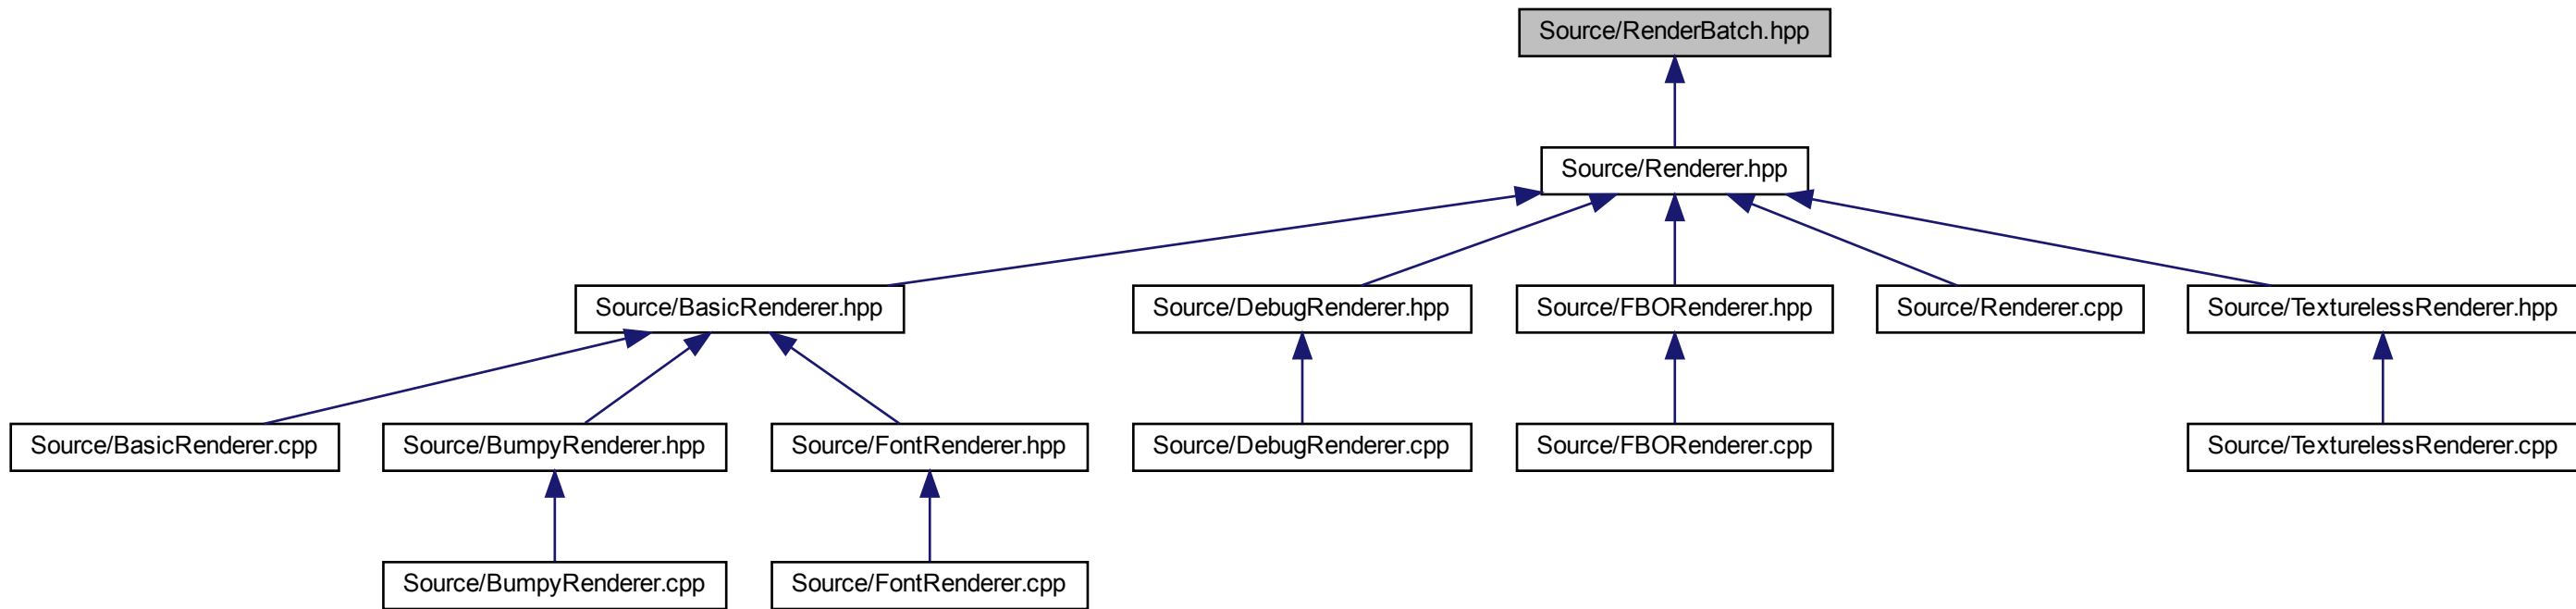 Source/RenderBatch.hpp
Source/Renderer.hpp
Source/BasicRenderer.hpp
Source/DebugRenderer.hpp
Source/FBORenderer.hpp
Source/Renderer.cpp
Source/TexturelessRenderer.hpp
Source/BasicRenderer.cpp
Source/BumpyRenderer.hpp
Source/FontRenderer.hpp
Source/DebugRenderer.cpp
Source/FBORenderer.cpp
Source/TexturelessRenderer.cpp
Source/BumpyRenderer.cpp
Source/FontRenderer.cpp